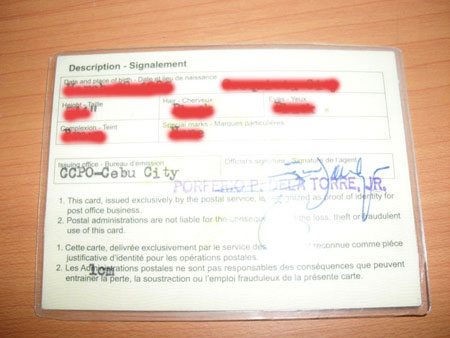 Description - Signalement
Date and place of birth - Date et lieu de naissance
Height - Taille
Hair - Cheveux
Eyes - Yeux
Complexion - Teint
Special marks - Marques particulières
Issuing office - Bureau d'émission
Official's signature - Signature de l'agent
CCPO-Cebu City
PORFERIO P. DELA TORRE, JR.
1. This card, issued exclusively by the postal service, is recognized as proof of identity for
post office business.
2. Postal administrations are not liable for the consequences of the loss, theft or fraudulent
use of this card.
1. Cette carte, delivrée exclusivement par le service des reconnue comme pièce
justificative d'identité pour les opérations postales.
2. Les Administrations postales ne sont pas responsables des conséquences que peuvent
entraîner la perte, la soustraction ou l'emploi frauduleux de la présente carte.
lom